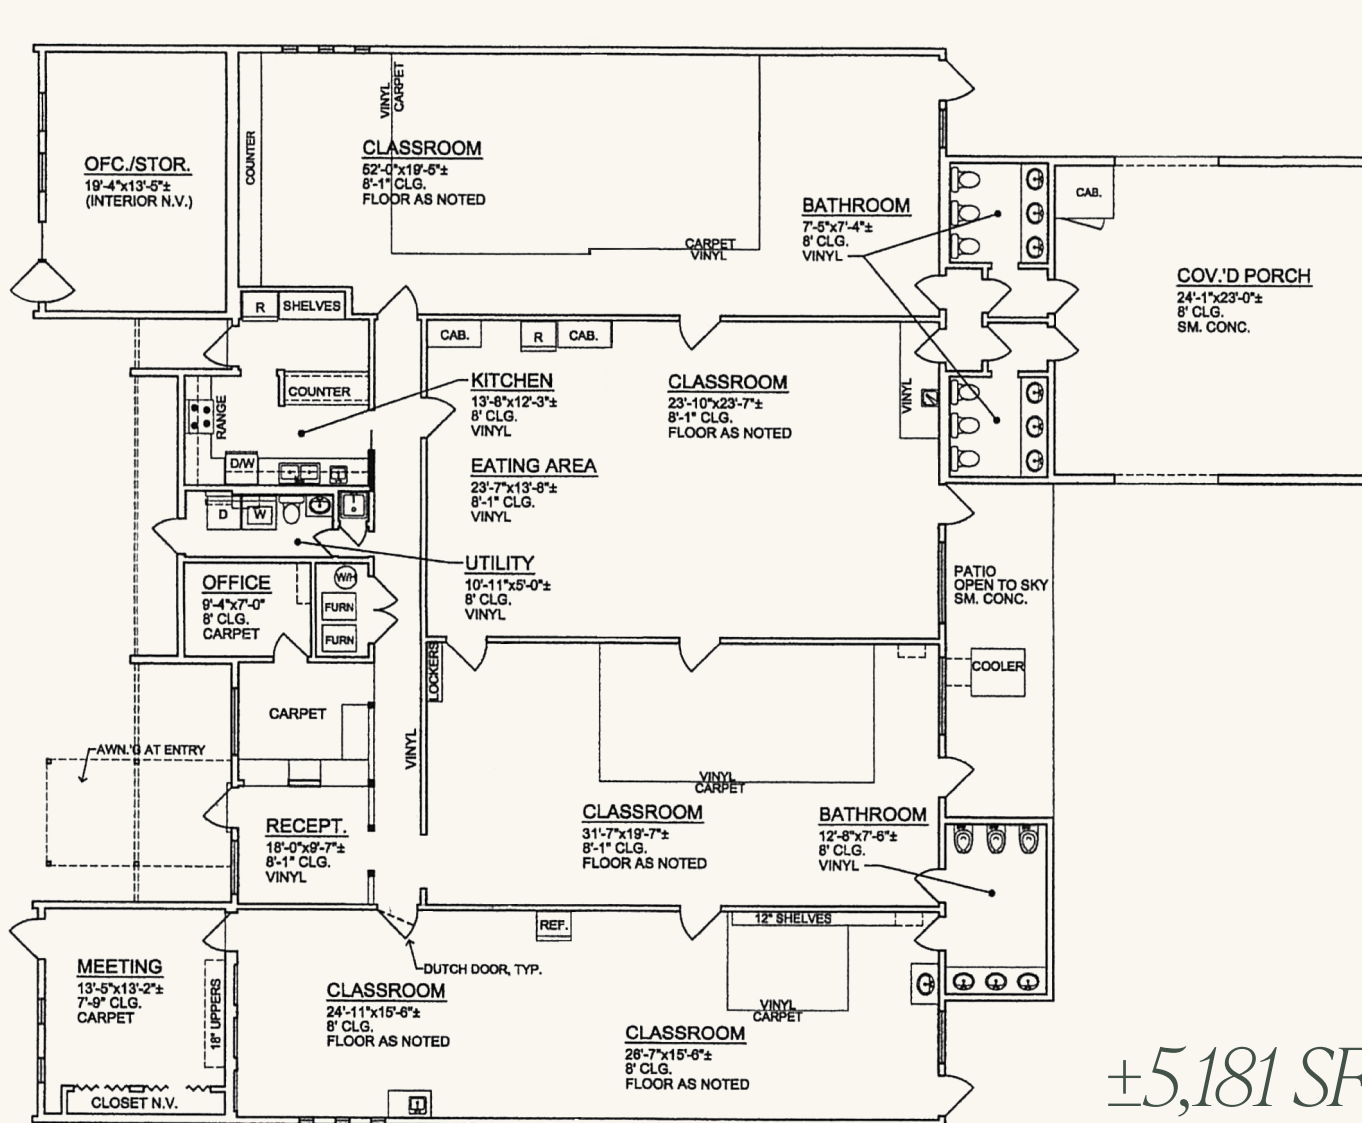 VINYL
CARPET
COUNTER
CLASSROOM
52'-0"x19'-5"±
8'-1" CLG.
FLOOR AS NOTED
OFC./STOR.
19'-4"x13'-5"±
(INTERIOR N.V.)
CARPET
VINYL
BATHROOM
7'-5"x7'-4"±
8' CLG.
VINYL
CAB.
COV.'D PORCH
24'-1"x23'-0"±
8' CLG.
SM. CONC.
R
SHELVES
CAB.
R
CAB.
COUNTER
RANGE
D/W
KITCHEN
13'-8"x12'-3"±
8' CLG.
VINYL
CLASSROOM
23'-10"x23'-7"±
8'-1" CLG.
FLOOR AS NOTED
VINYL
EATING AREA
23'-7"x13'-8"±
8'-1" CLG.
VINYL
D
W
UTILITY
10'-11"x5'-0"±
8' CLG.
VINYL
OFFICE
9'-4"x7'-0"
8' CLG.
CARPET
W/H
FURN
FURN
PATIO
OPEN TO SKY
SM. CONC.
COOLER
LOCKERS
CARPET
VINYL
AWN.'G AT ENTRY
VINYL
CARPET
RECEPT.
18'-0"x9'-7"±
8'-1" CLG.
VINYL
CLASSROOM
31'-7"x19'-7"±
8'-1" CLG.
FLOOR AS NOTED
BATHROOM
12'-8"x7'-6"±
8' CLG.
VINYL
REF.
12" SHELVES
DUTCH DOOR, TYP.
MEETING
13'-5"x13'-2"±
7'-9" CLG.
CARPET
18" UPPERS
CLOSET N.V.
CLASSROOM
24'-11"x15'-6"±
8' CLG.
FLOOR AS NOTED
VINYL
CARPET
CLASSROOM
26'-7"x15'-6"±
8' CLG.
FLOOR AS NOTED
±5,181 SF